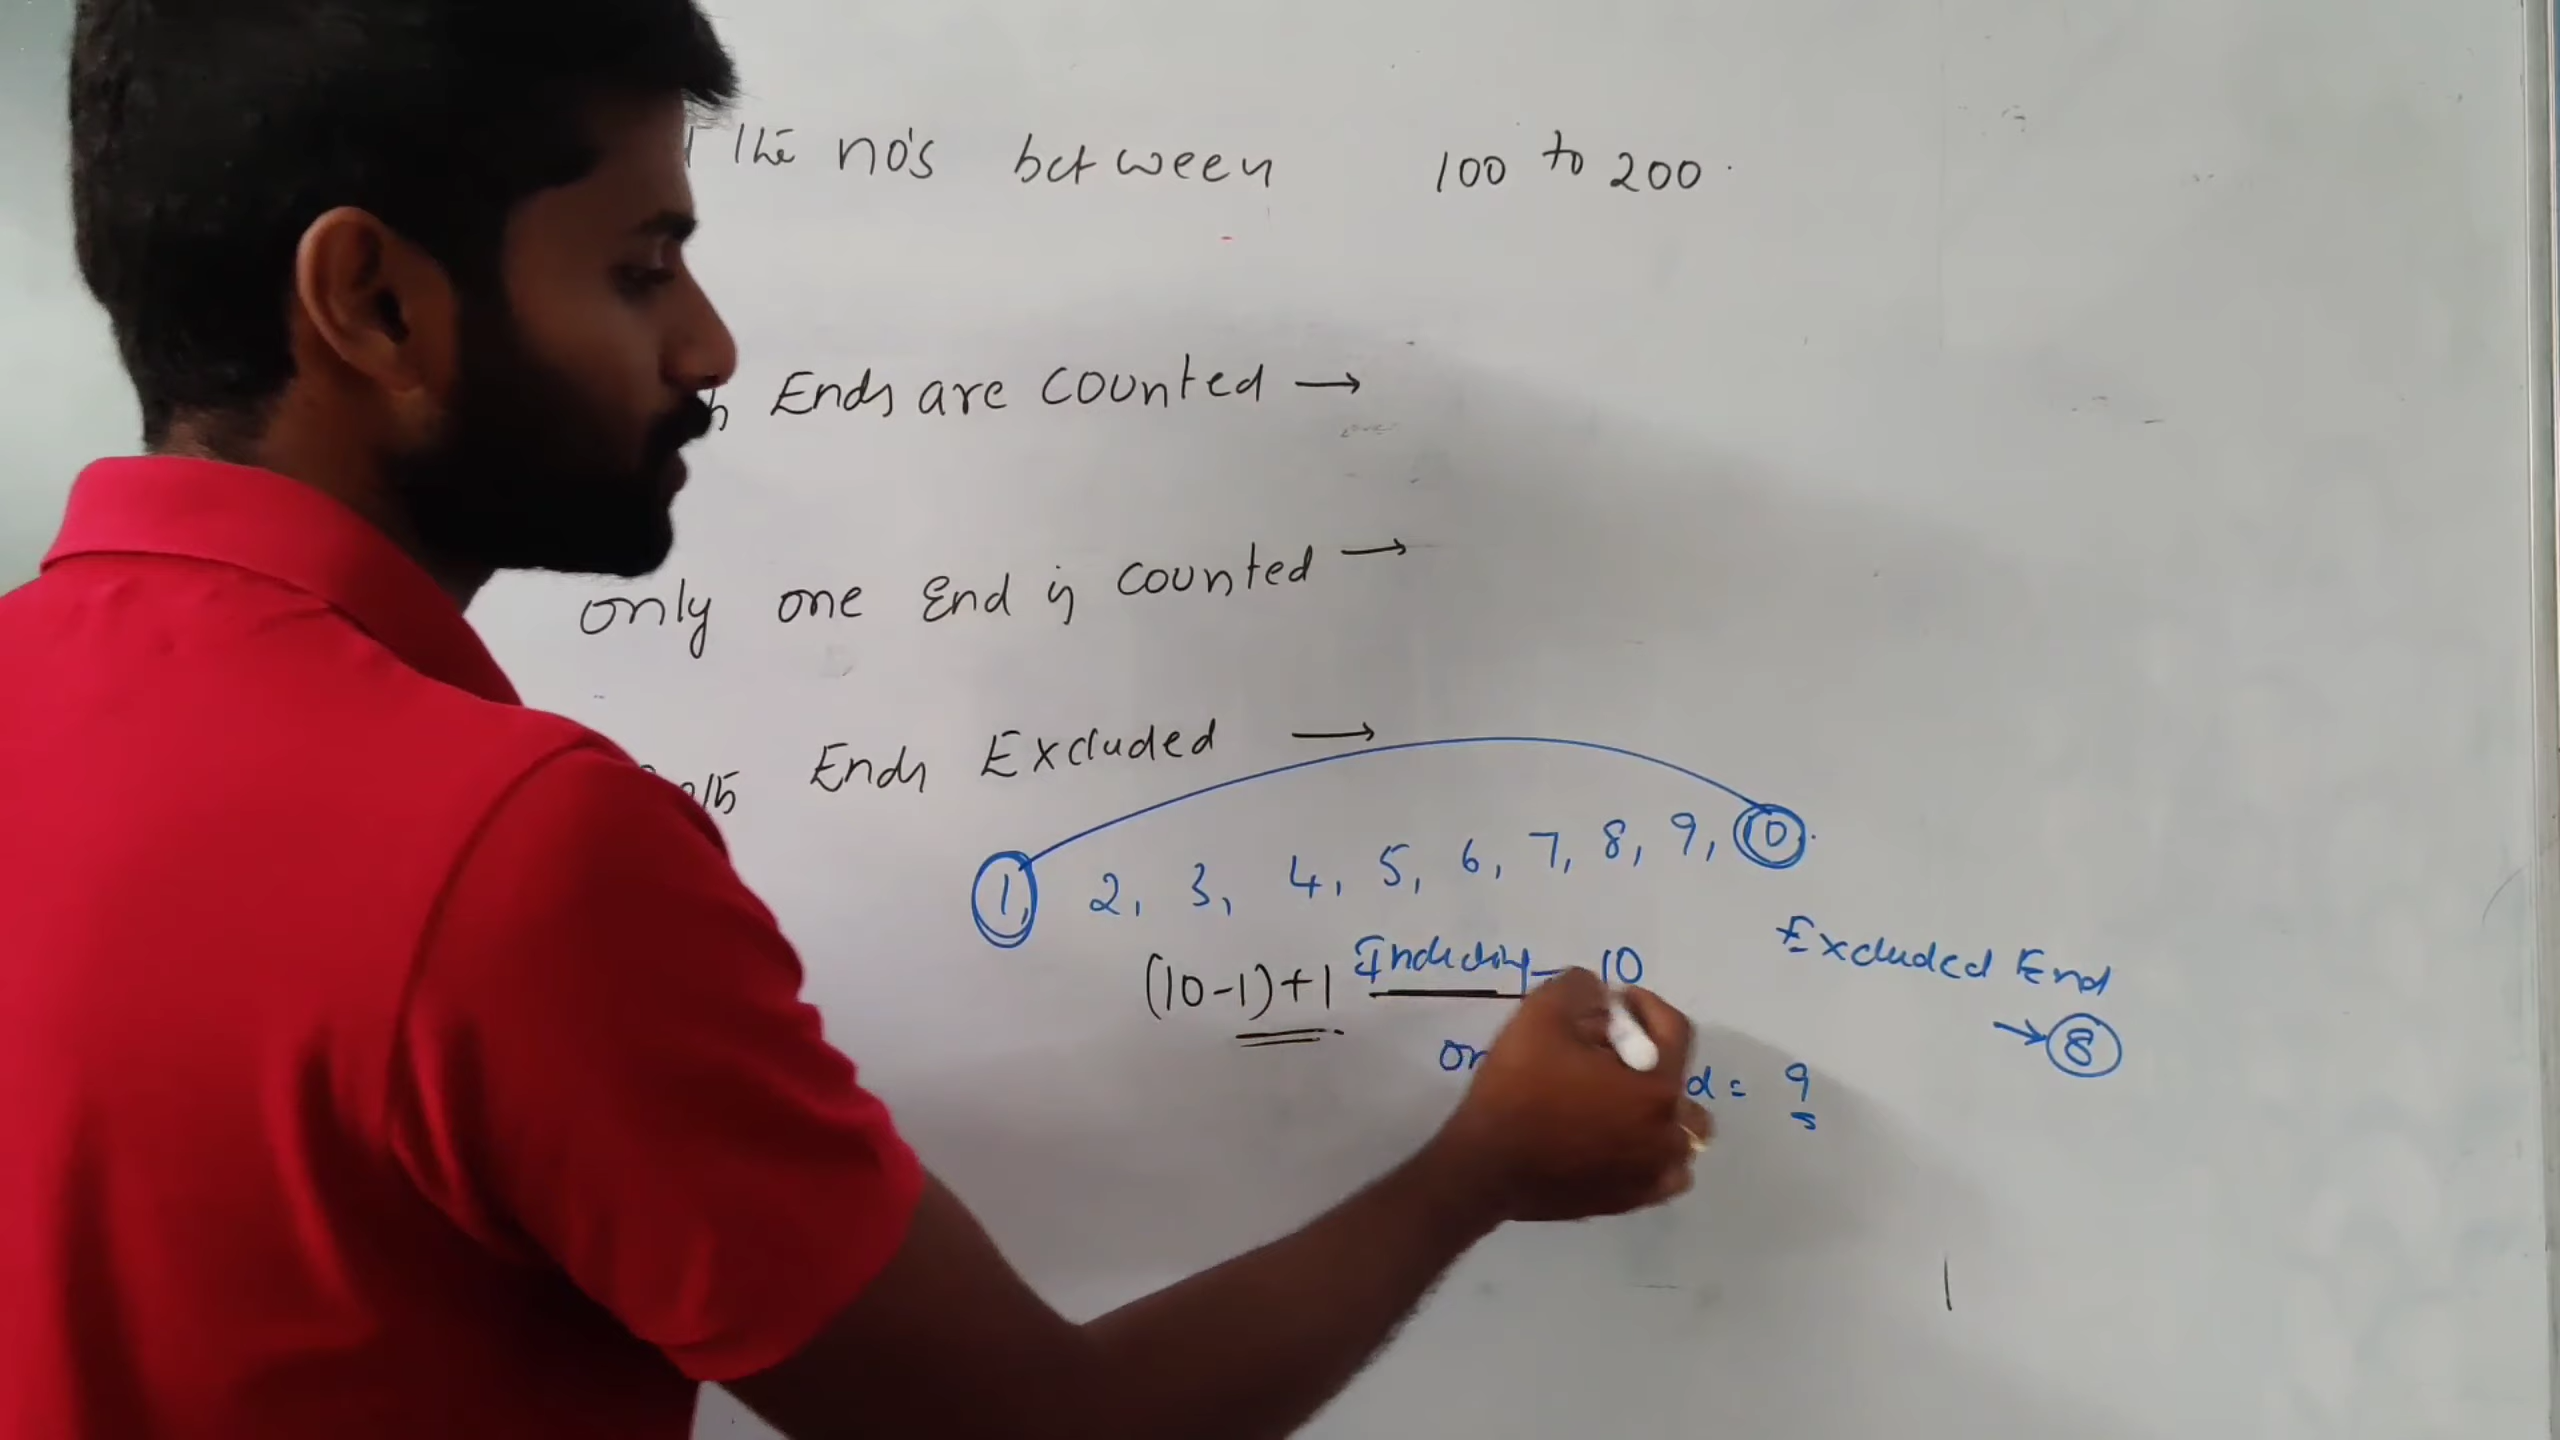 the no's between 100 to 200.
Ends are counted →
only one End is counted →
Ends Excluded →
1, 2, 3, 4, 5, 6, 7, 8, 9, 10.
(10-1)+1 Including - 10
Excluded End
→ 8
= 9